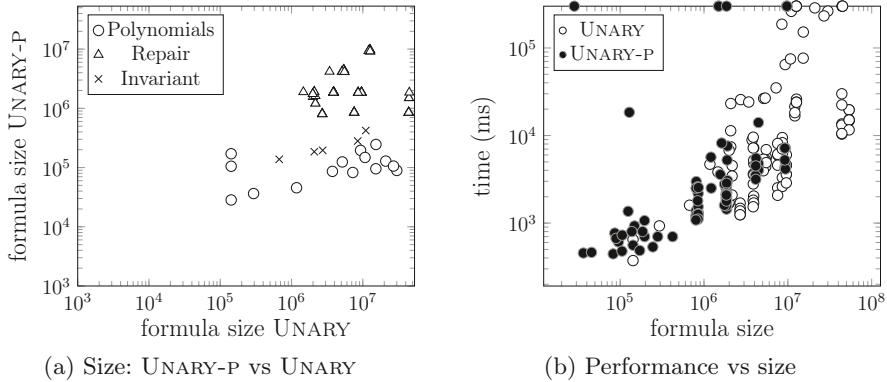 10^7
10^6
10^5
10^4
10^3
10^3 10^4 10^5 10^6 10^7
formula size UNARY-P
formula size UNARY
Polynomials
Repair
Invariant
(a) Size: UNARY-P vs UNARY
10^5
10^4
10^3
10^5 10^6 10^7 10^8
time (ms)
formula size
UNARY
UNARY-P
(b) Performance vs size